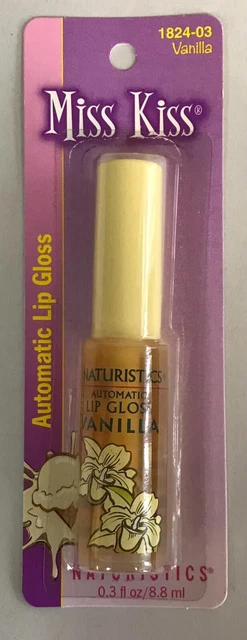 1824-03
Vanilla
Miss Kiss®
Automatic Lip Gloss
NATURISTICS®
AUTOMATIC
LIP GLOSS
VANILLA
NATURISTICS®
0.3 fl oz/8.8 ml